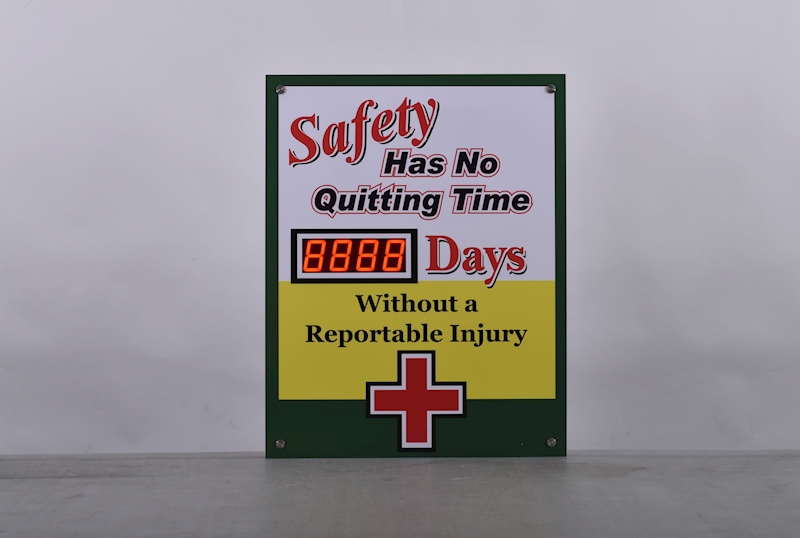 Safety
Has No
Quitting Time
8888 Days
Without a
Reportable Injury